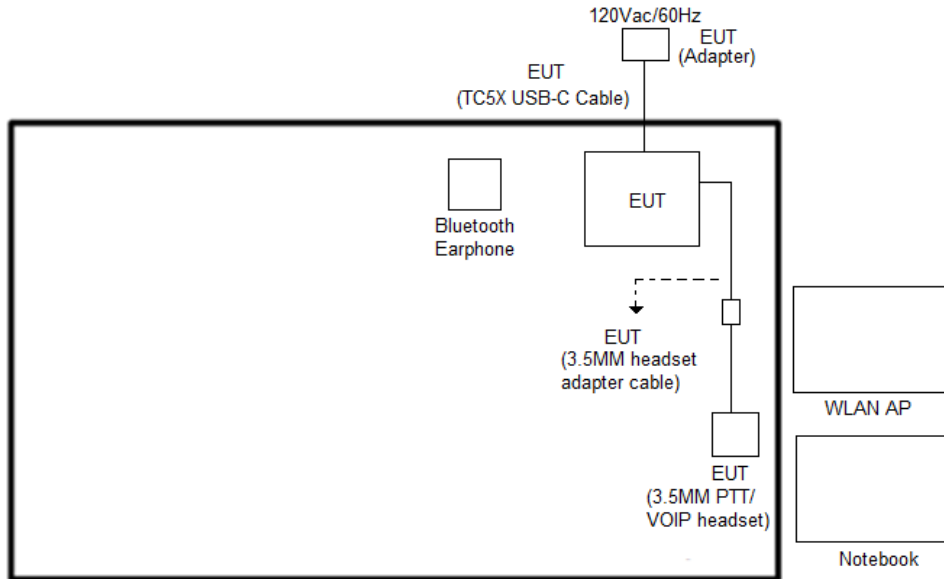 120Vac/60Hz
EUT
(Adapter)
EUT
(TC5X USB-C Cable)
EUT
Bluetooth
Earphone
EUT
(3.5MM headset
adapter cable)
WLAN AP
EUT
(3.5MM PTT/
VOIP headset)
Notebook